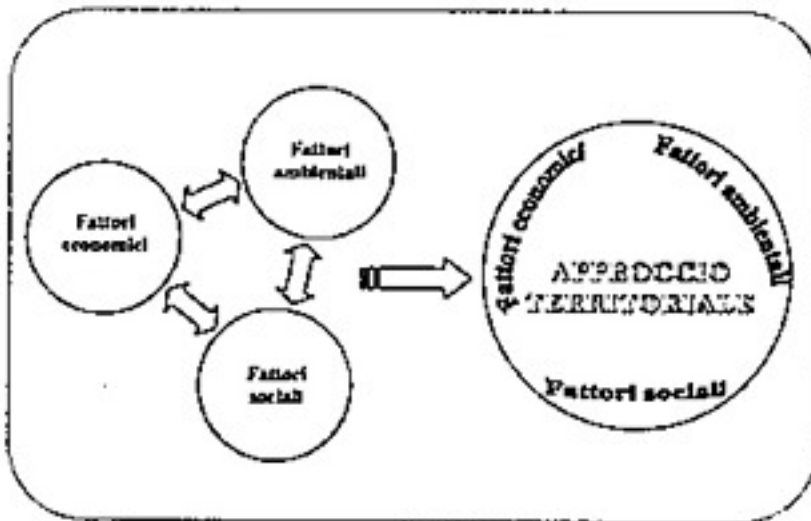 Fattori
ambientali
Fattori
economici
Fattori
sociali
Fattori economici
Fattori ambientali
APPROCCIO
TERRITORIALE
Fattori sociali